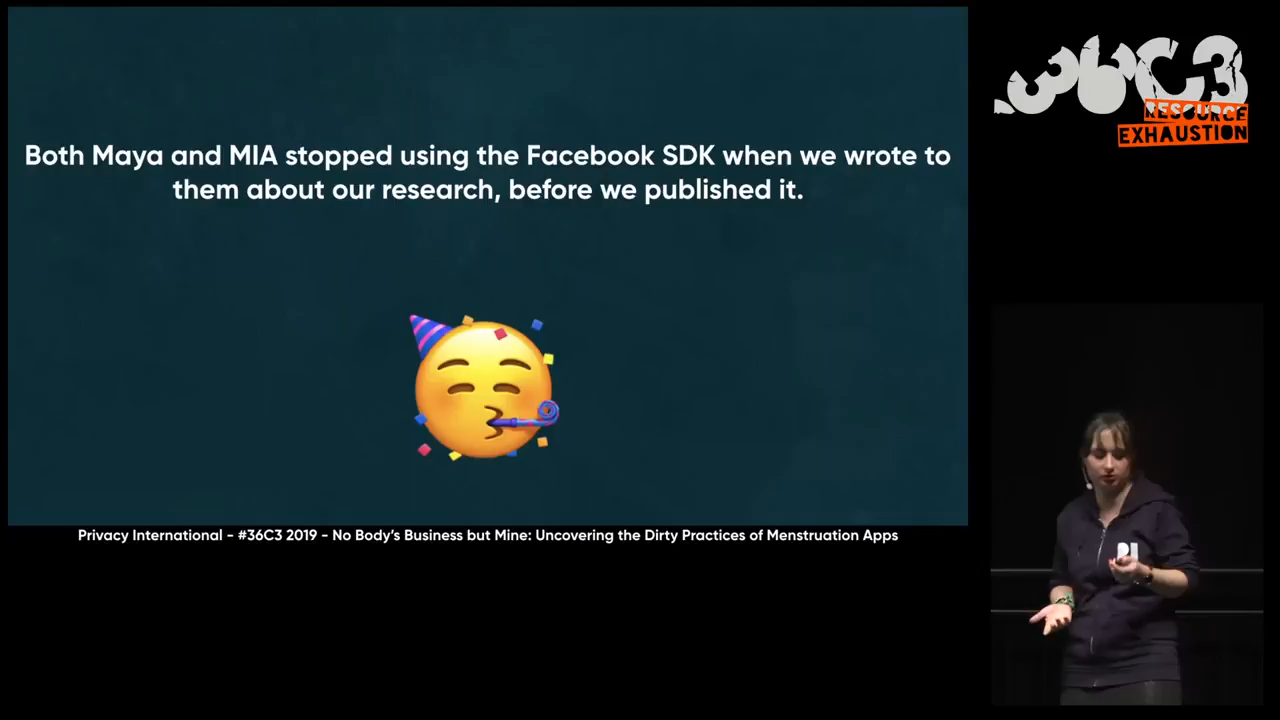 Both Maya and MIA stopped using the Facebook SDK when we wrote to
them about our research, before we published it.
36C3
RESOURCE
EXHAUSTION
Privacy International - #36C3 2019 - No Body's Business but Mine: Uncovering the Dirty Practices of Menstruation Apps
PI